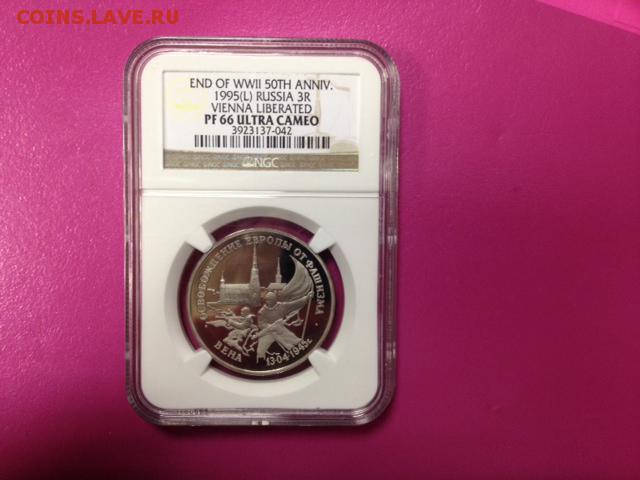 COINS.LAVE.RU
END OF WWII 50TH ANNIV.
1995(L) RUSSIA 3R
VIENNA LIBERATED
PF 66 ULTRA CAMEO
3923137-042
NGC
ОСВОБОЖДЕНИЕ ЕВРОПЫ ОТ ФАШИЗМА
ВЕНА
13·04·1945г.